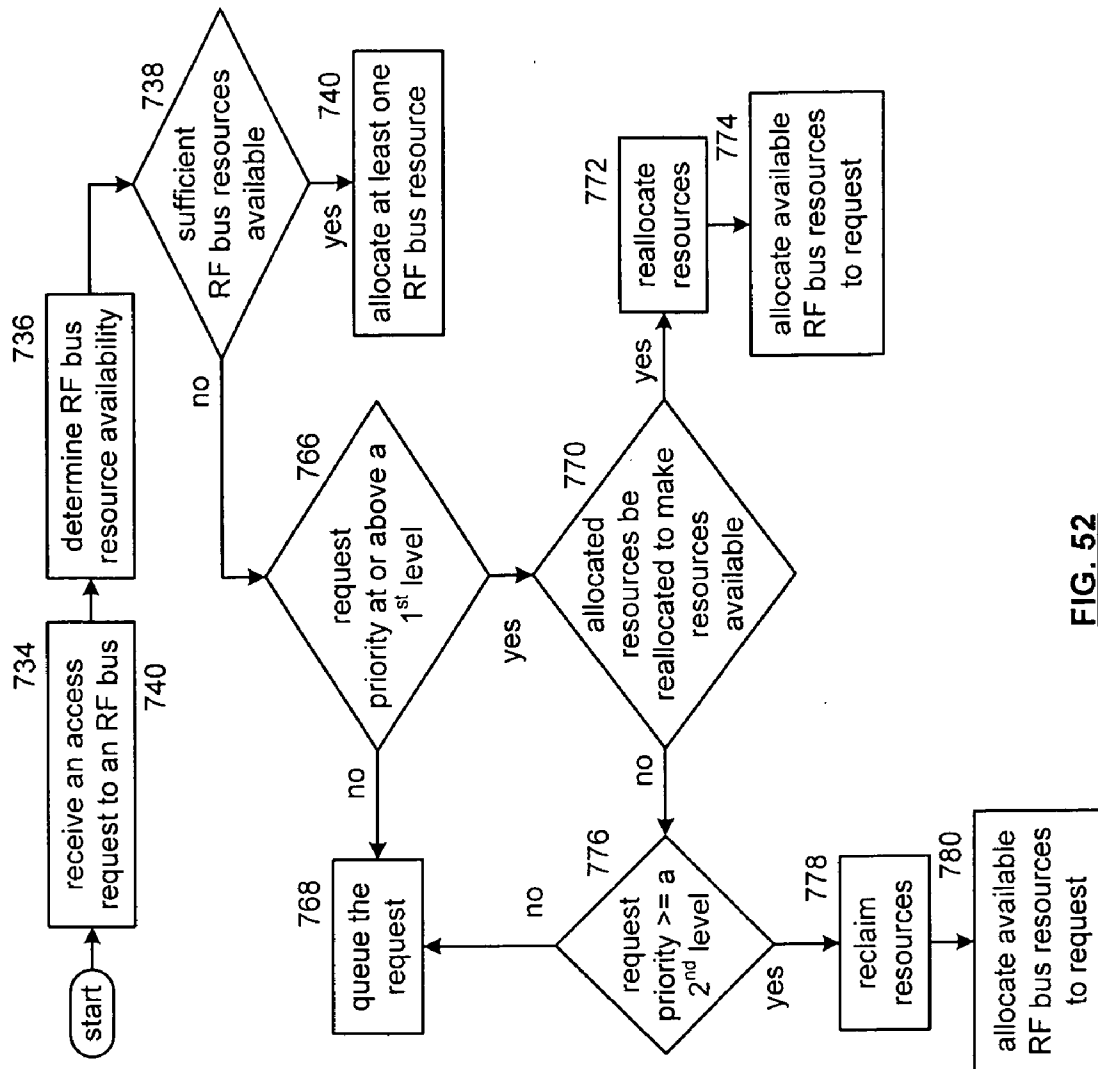 start
734
receive an access
request to an RF bus
740
736
determine RF bus
resource availability
738
sufficient
RF bus resources
available
no
yes
740
allocate at least one
RF bus resource
766
request
priority at or above a
1st level
no
yes
768
queue the
request
770
allocated
resources be
reallocated to make
resources
available
yes
no
772
reallocate
resources
774
allocate available
RF bus resources
to request
776
request
priority >= a
2nd level
no
yes
778
reclaim
resources
780
allocate available
RF bus resources
to request
FIG. 52